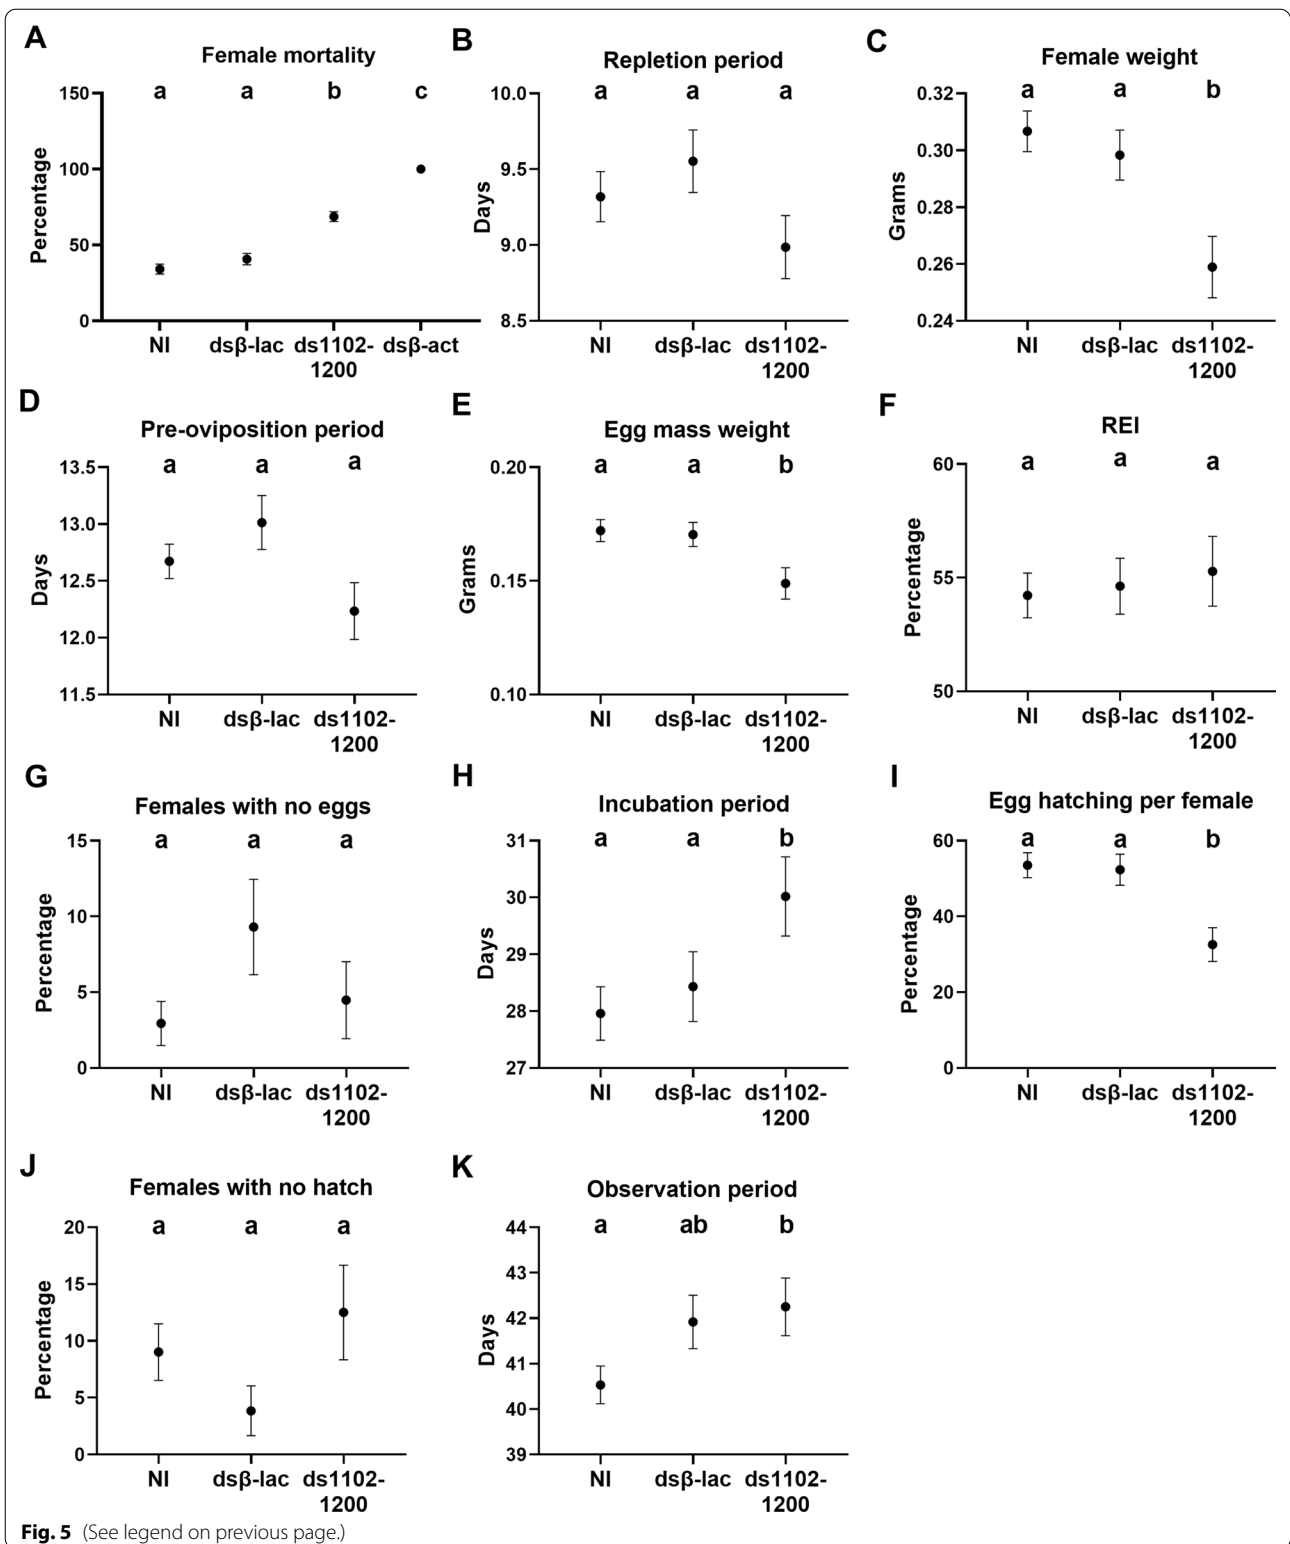 A
Female mortality
a a b c
150
100
50
0
Percentage
NI dsβ-lac ds1102- dsβ-act
1200
B
Repletion period
a a a
10.0
9.5
9.0
8.5
Days
NI dsβ-lac ds1102-
1200
C
Female weight
a a b
0.32
0.30
0.28
0.26
0.24
Grams
NI dsβ-lac ds1102-
1200
D
Pre-oviposition period
a a a
13.5
13.0
12.5
12.0
11.5
Days
NI dsβ-lac ds1102-
1200
E
Egg mass weight
a a b
0.20
0.15
0.10
Grams
NI dsβ-lac ds1102-
1200
F
REI
a a a
60
55
50
Percentage
NI dsβ-lac ds1102-
1200
G
Females with no eggs
a a a
15
10
5
0
Percentage
NI dsβ-lac ds1102-
1200
H
Incubation period
a a b
31
30
29
28
27
Days
NI dsβ-lac ds1102-
1200
I
Egg hatching per female
a a b
60
40
20
0
Percentage
NI dsβ-lac ds1102-
1200
J
Females with no hatch
a a a
20
15
10
5
0
Percentage
NI dsβ-lac ds1102-
1200
K
Observation period
a ab b
44
43
42
41
40
39
Days
NI dsβ-lac ds1102-
1200
Fig. 5 (See legend on previous page.)